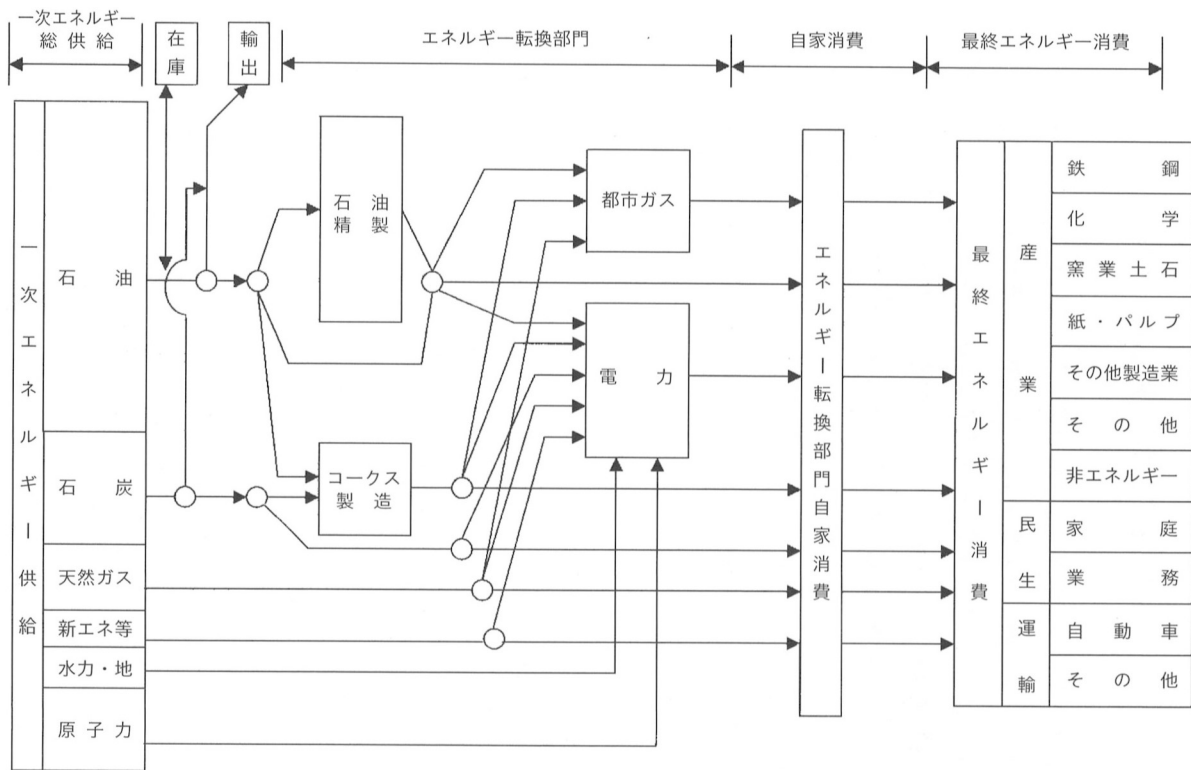 一次エネルギー
総供給
在庫
輸出
エネルギー転換部門
自家消費
最終エネルギー消費
一次エネルギー供給
石油
石炭
天然ガス
新エネ等
水力・地
原子力
石油
精製
コークス
製造
都市ガス
電力
エネルギー転換部門自家消費
最終エネルギー消費
産業
鉄鋼
化学
窯業土石
紙・パルプ
その他製造業
その他
非エネルギー
民生
家庭
業務
運輸
自動車
その他